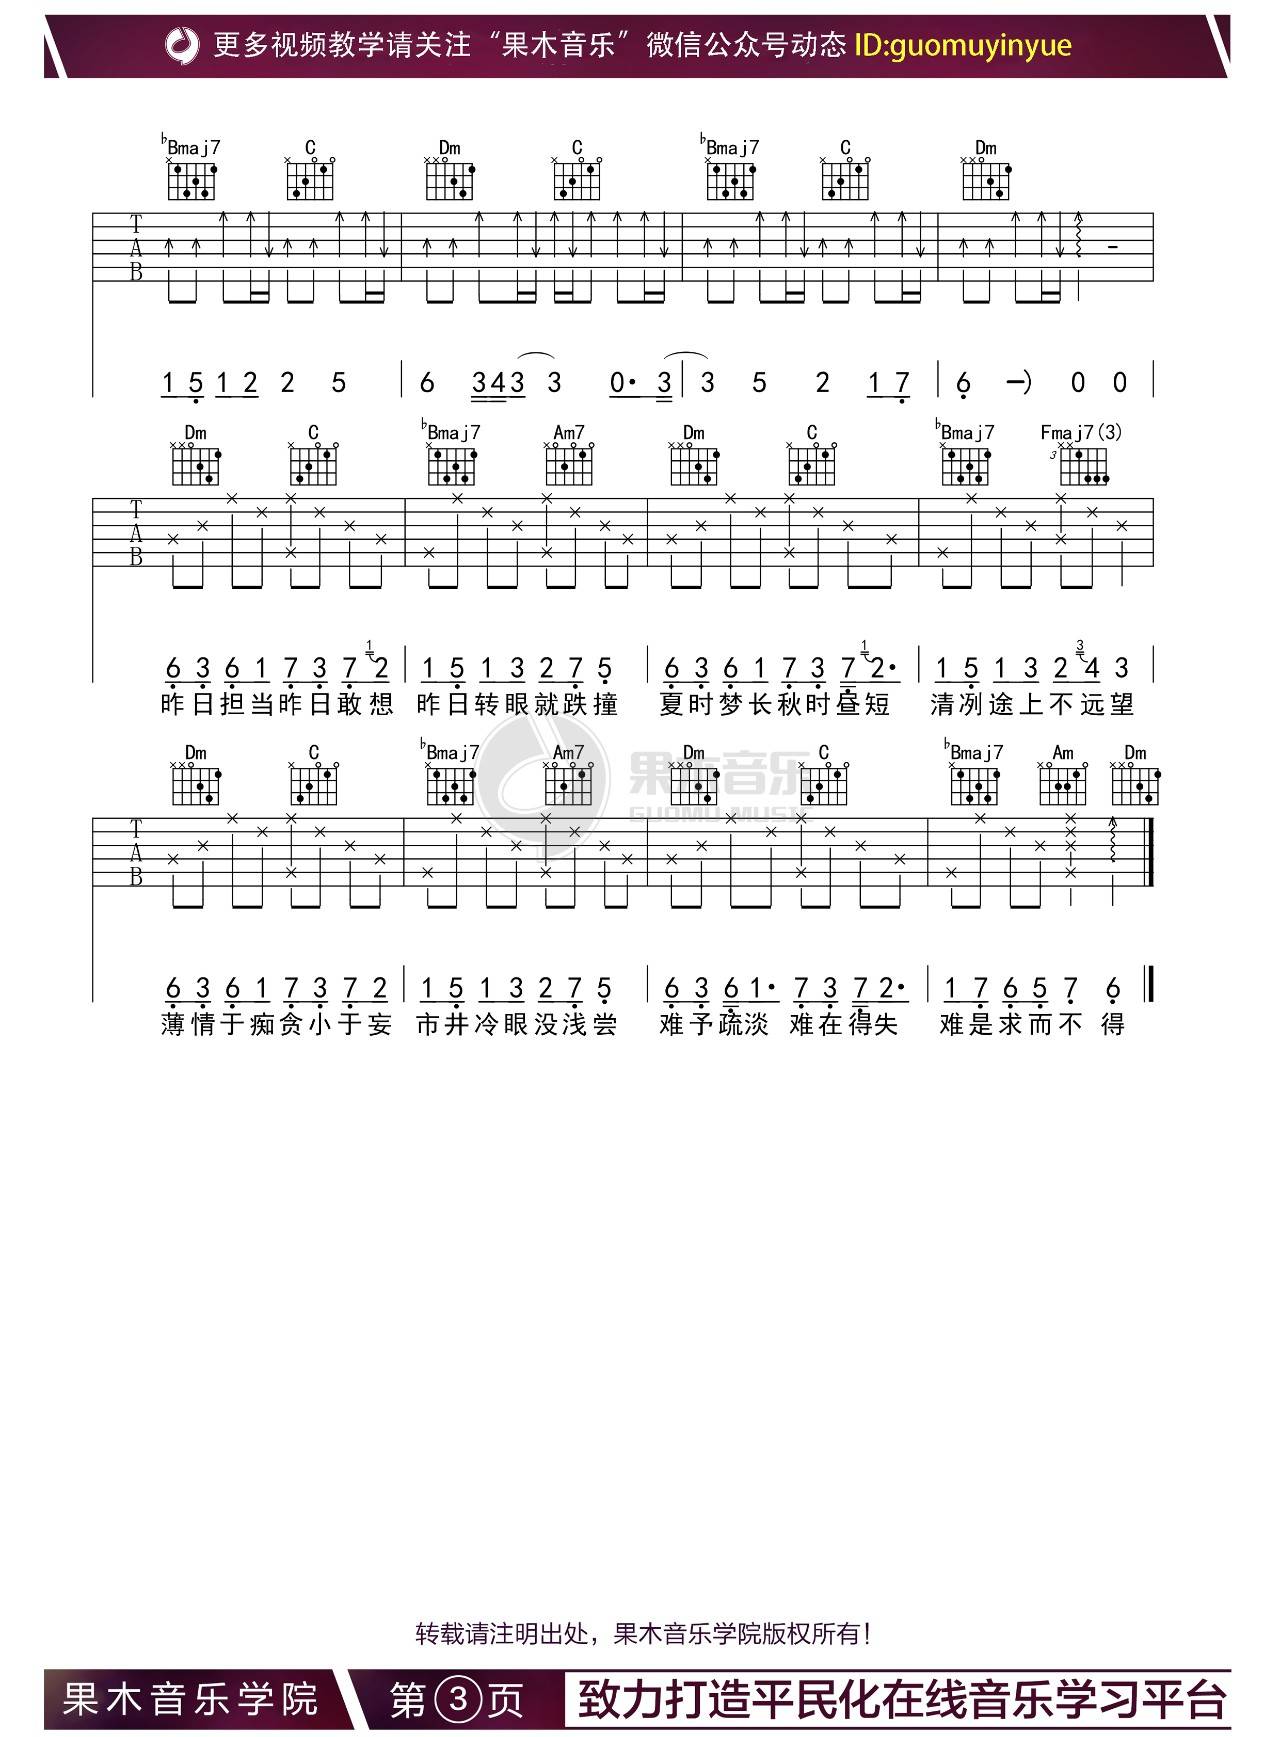 更多视频教学请关注“果木音乐”微信公众号动态 ID:guomuyinyue
♭Bmaj7 C Dm C ♭Bmaj7 C Dm
T
A
B
1 5 1 2 2 5 | 6 3 4 3 3 0· 3 | 3 5 2 1 7 | 6 —) 0 0 |
Dm C ♭Bmaj7 Am7 Dm C ♭Bmaj7 Fmaj7(3)
3
T
A
B
1 1 3
6 3 6 1 7 3 7 2 | 1 5 1 3 2 7 5 | 6 3 6 1 7 3 7 2· | 1 5 1 3 2 4 3 |
昨日担当昨日敢想 昨日转眼就跌撞 夏时梦长秋时昼短 清冽途上不远望
Dm C ♭Bmaj7 Am7 Dm C ♭Bmaj7 Am Dm
果木音乐
GUOMU MUSIC
T
A
B
6 3 6 1 7 3 7 2 | 1 5 1 3 2 7 5 | 6 3 6 1· 7 3 7 2· | 1 7 6 5 7 6
薄情于痴贪小于妄 市井冷眼没浅尝 难予疏淡 难在得失 难是求而不 得
转载请注明出处，果木音乐学院版权所有！
果木音乐学院 第③页 致力打造平民化在线音乐学习平台